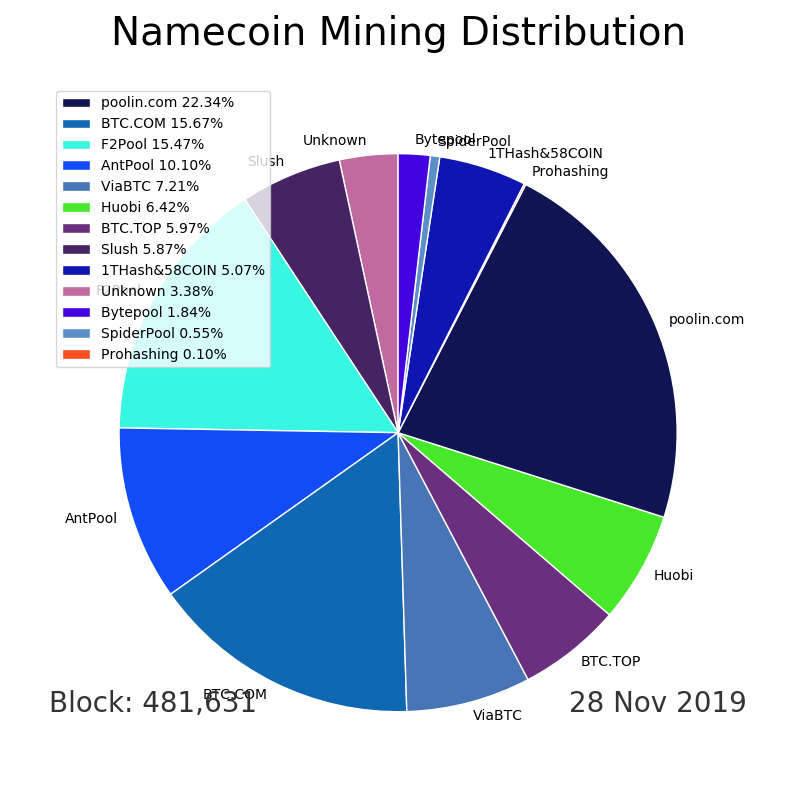 Namecoin Mining Distribution
poolin.com 22.34%
BTC.COM 15.67%
F2Pool 15.47%
AntPool 10.10%
ViaBTC 7.21%
Huobi 6.42%
BTC.TOP 5.97%
Slush 5.87%
1THash&58COIN 5.07%
Unknown 3.38%
Bytepool 1.84%
SpiderPool 0.55%
Prohashing 0.10%
Slush
Unknown
Bytepool
SpiderPool
1THash&58COIN
Prohashing
F2Pool
poolin.com
AntPool
Huobi
BTC.TOP
BTC.COM
ViaBTC
Block: 481,631
28 Nov 2019